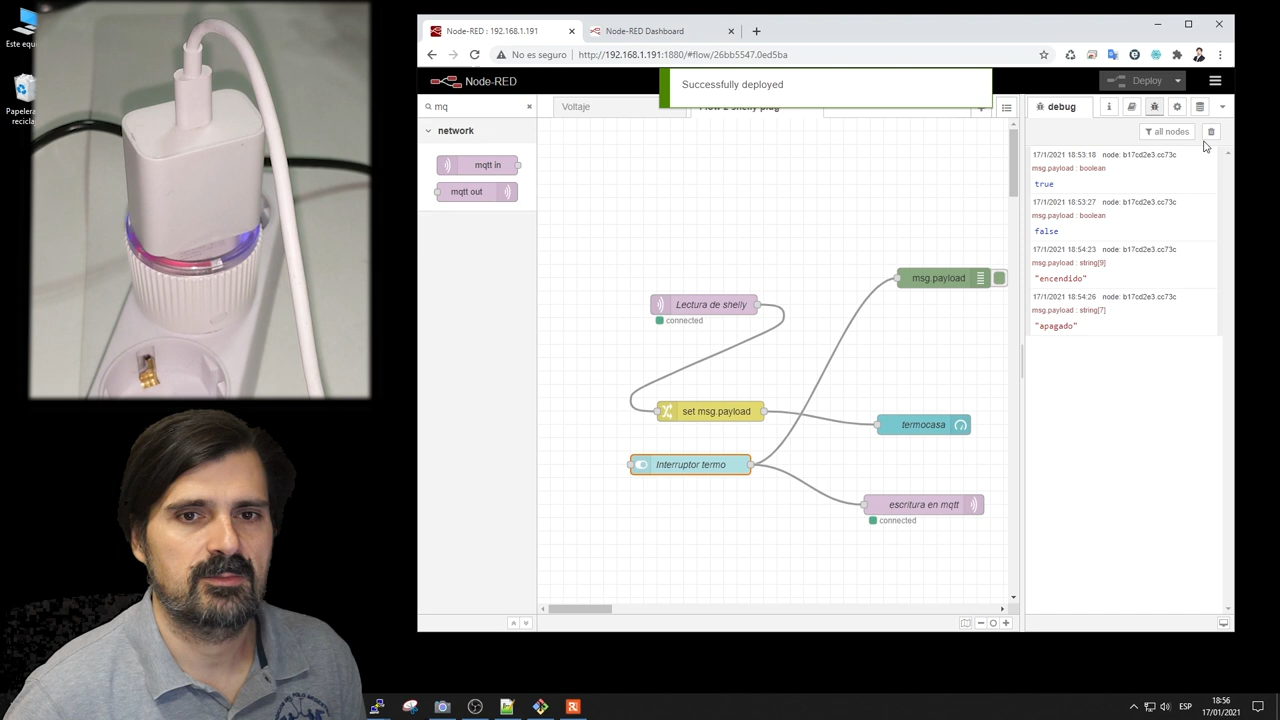 Este equi
Papelera
recicla
Node-RED : 192.168.1.191
Node-RED Dashboard
No es seguro
http://192.168.1.191:1880/#flow/26bb5547.0ed5ba
Node-RED
Successfully deployed
Deploy
mq
Voltaje
debug
network
all nodes
mqtt in
mqtt out
17/1/2021 18:53:18 node: b17cd2e3.cc73c
msg.payload : boolean
true
17/1/2021 18:53:27 node: b17cd2e3.cc73c
msg.payload : boolean
false
17/1/2021 18:54:23 node: b17cd2e3.cc73c
msg.payload : string[9]
"encendido"
17/1/2021 18:54:26 node: b17cd2e3.cc73c
msg.payload : string[7]
"apagado"
msg.payload
Lectura de shelly
connected
set msg.payload
termocasa
Interruptor termo
escritura en mqtt
connected
ESP
18:56
17/01/2021